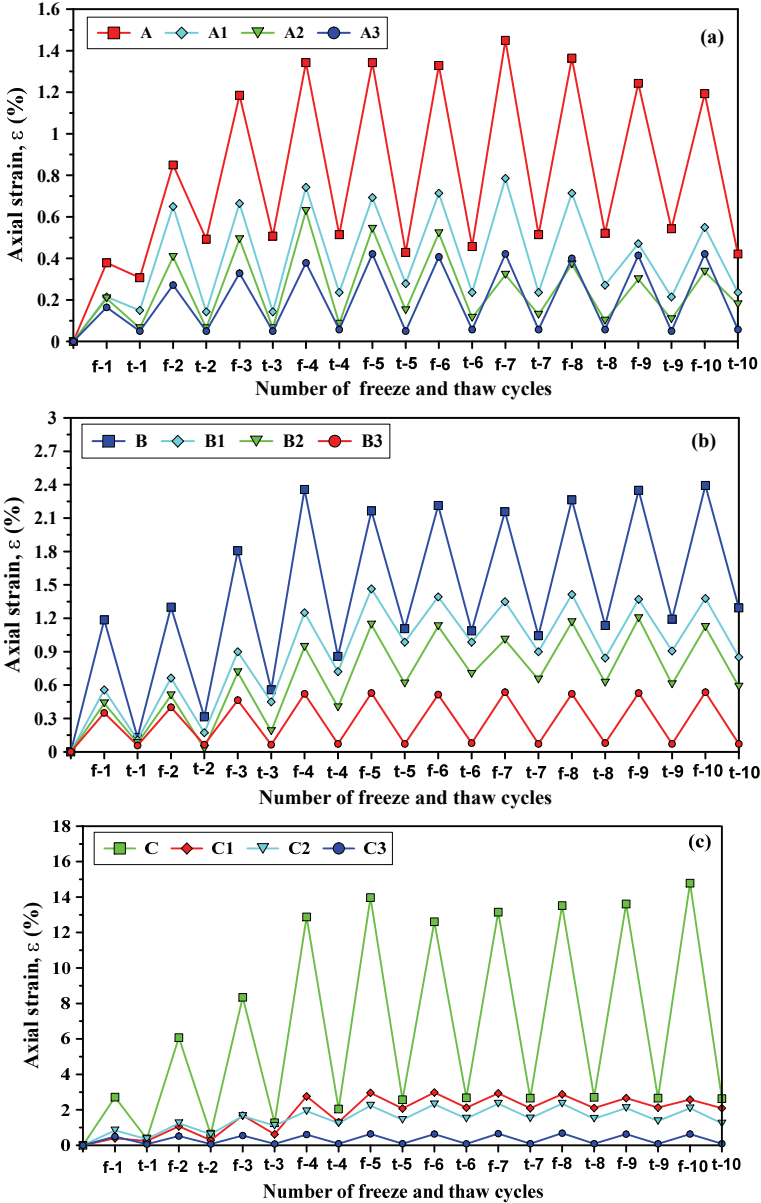 (a)
A A1 A2 A3
Axial strain, ε (%)
1.6
1.4
1.2
1
0.8
0.6
0.4
0.2
0
f-1 t-1 f-2 t-2 f-3 t-3 f-4 t-4 f-5 t-5 f-6 t-6 f-7 t-7 f-8 t-8 f-9 t-9 f-10 t-10
Number of freeze and thaw cycles
(b)
B B1 B2 B3
Axial strain, ε (%)
3
2.7
2.4
2.1
1.8
1.5
1.2
0.9
0.6
0.3
0
f-1 t-1 f-2 t-2 f-3 t-3 f-4 t-4 f-5 t-5 f-6 t-6 f-7 t-7 f-8 t-8 f-9 t-9 f-10 t-10
Number of freeze and thaw cycles
(c)
C C1 C2 C3
Axial strain, ε (%)
18
16
14
12
10
8
6
4
2
0
f-1 t-1 f-2 t-2 f-3 t-3 f-4 t-4 f-5 t-5 f-6 t-6 f-7 t-7 f-8 t-8 f-9 t-9 f-10 t-10
Number of freeze and thaw cycles